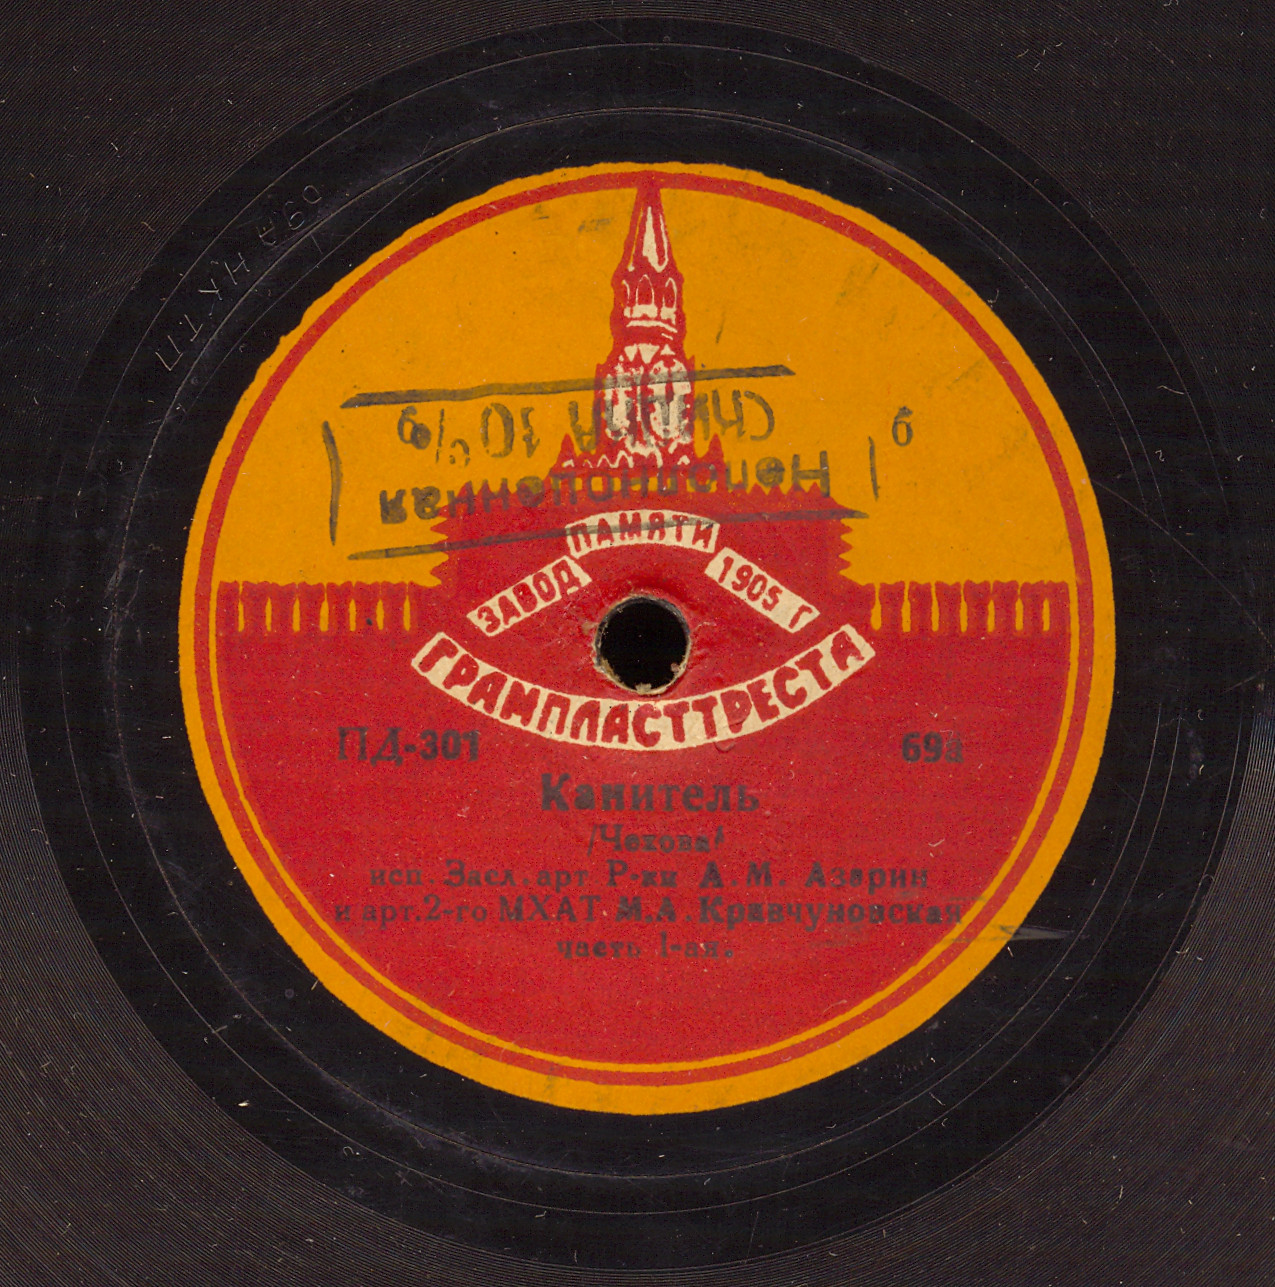 Неполноценная
скидка 30%
ПАМЯТИ
ЗАВОД
1905 Г
ГРАМПЛАСТТРЕСТА
ПД-301
69а
Канитель
/Чехова/
исп. Засл. арт Р-ки А.М. Азарин
и арт.2-го МХАТ М.А. Кравчуновская
часть 1-ая.